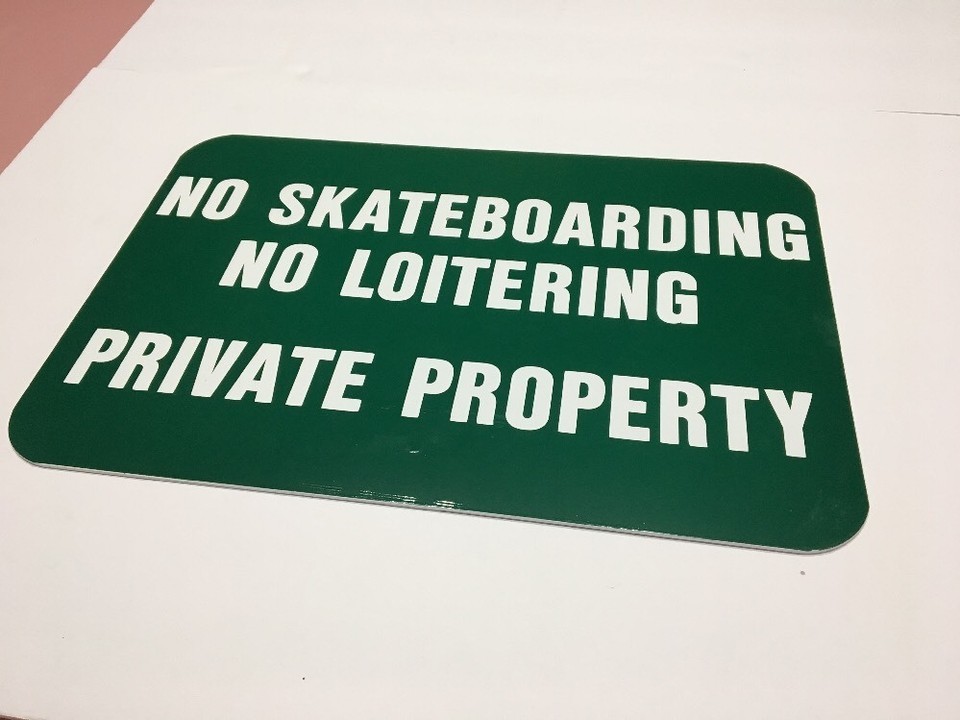 NO SKATEBOARDING
NO LOITERING
PRIVATE PROPERTY